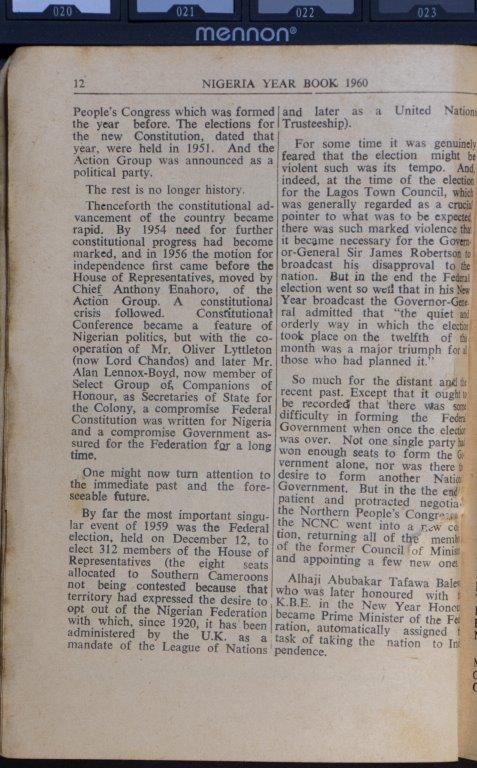 020 021 022 023
mennon®
12 NIGERIA YEAR BOOK 1960
People's Congress which was formed
the year before. The elections for
the new Constitution, dated that
year, were held in 1951. And the
Action Group was announced as a
political party.
The rest is no longer history.
Thenceforth the constitutional ad-
vancement of the country became
rapid. By 1954 need for further
constitutional progress had become
marked, and in 1956 the motion for
independence first came before the
House of Representatives, moved by
Chief Anthony Enahoro, of the
Action Group. A constitutional
crisis followed. Constitutional
Conference became a feature of
Nigerian politics, but with the co-
operation of Mr. Oliver Lyttleton
(now Lord Chandos) and later Mr.
Alan Lennox-Boyd, now member of
Select Group of, Companions of
Honour, as Secretaries of State for
the Colony, a compromise Federal
Constitution was written for Nigeria
and a compromise Government as-
sured for the Federation for a long
time.
One might now turn attention to
the immediate past and the fore-
seeable future.
By far the most important singu-
lar event of 1959 was the Federal
election, held on December 12, to
elect 312 members of the House of
Representatives (the eight seats
allocated to Southern Cameroons
not being contested because that
territory had expressed the desire to
opt out of the Nigerian Federation
with which, since 1920, it has been
administered by the U.K. as a
mandate of the League of Nations
and later as a United Nations
Trusteeship).
For some time it was genuinely
feared that the election might be
violent such was its tempo. And,
indeed, at the time of the election
for the Lagos Town Council, which
was generally regarded as a crucial
pointer to what was to be expected,
there was such marked violence that
it became necessary for the Govern-
or-General Sir James Robertson to
broadcast his disapproval to the
nation. But in the end the Federal
election went so well that in his New
Year broadcast the Governor-Gene-
ral admitted that "the quiet and
orderly way in which the election
took place on the twelfth of the
month was a major triumph for all
those who had planned it."
So much for the distant and the
recent past. Except that it ought to
be recorded that there was some
difficulty in forming the Federal
Government when once the election
was over. Not one single party had
won enough seats to form the Go
vernment alone, nor was there
desire to form another Nation
Government. But in the the end
patient and protracted negotia
the Northern People's Congress
the NCNC went into a new co
tion, returning all of the memb
of the former Council of Minis
and appointing a few new ones
Alhaji Abubakar Tafawa Balew
who was later honoured with
K.B.E. in the New Year Honou
became Prime Minister of the Fed
ration, automatically assigned
task of taking the nation to In
pendence.